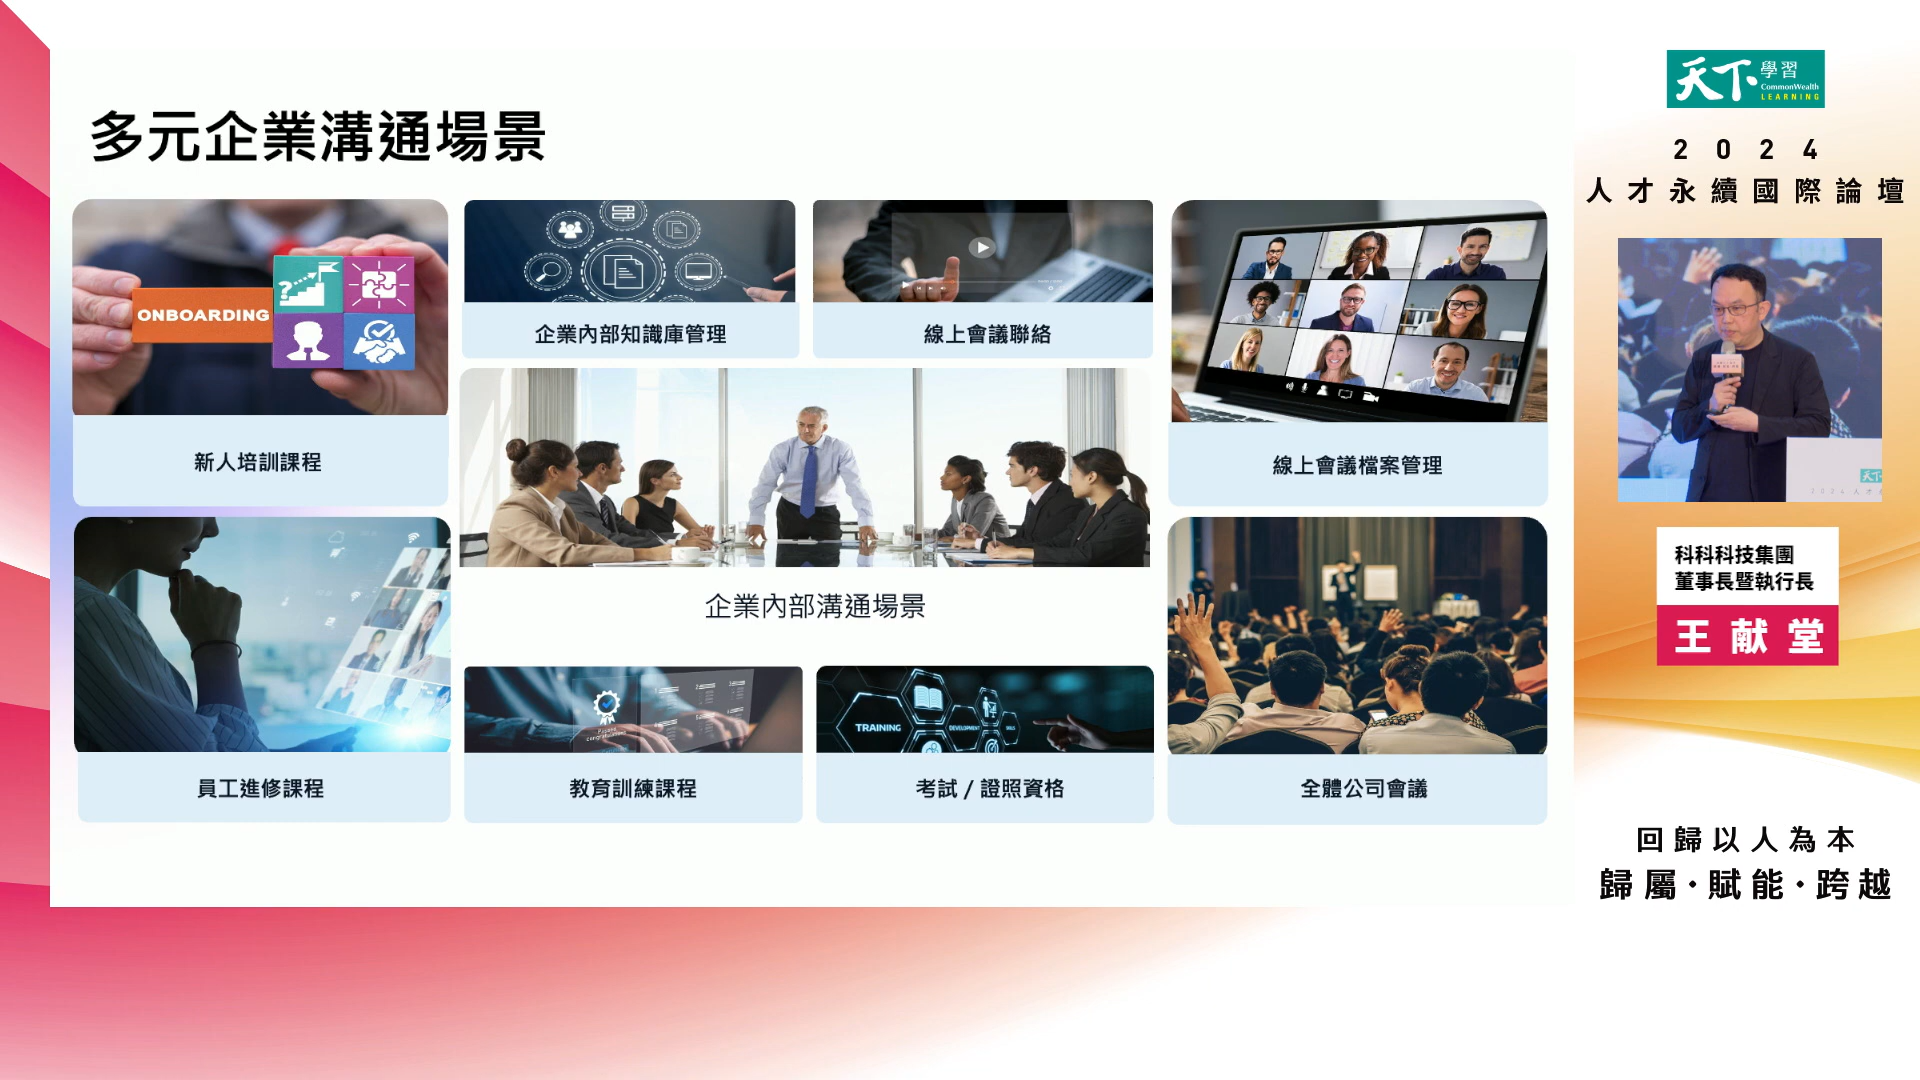 多元企業溝通場景
ONBOARDING
新人培訓課程
企業內部知識庫管理
線上會議聯絡
線上會議檔案管理
企業內部溝通場景
員工進修課程
教育訓練課程
TRAINING
DEVELOPMENT
考試 / 證照資格
全體公司會議
天下學習
CommonWealth
LEARNING
2024
人才永續國際論壇
科科科技集團
董事長暨執行長
王献堂
回歸以人為本
歸屬·賦能·跨越